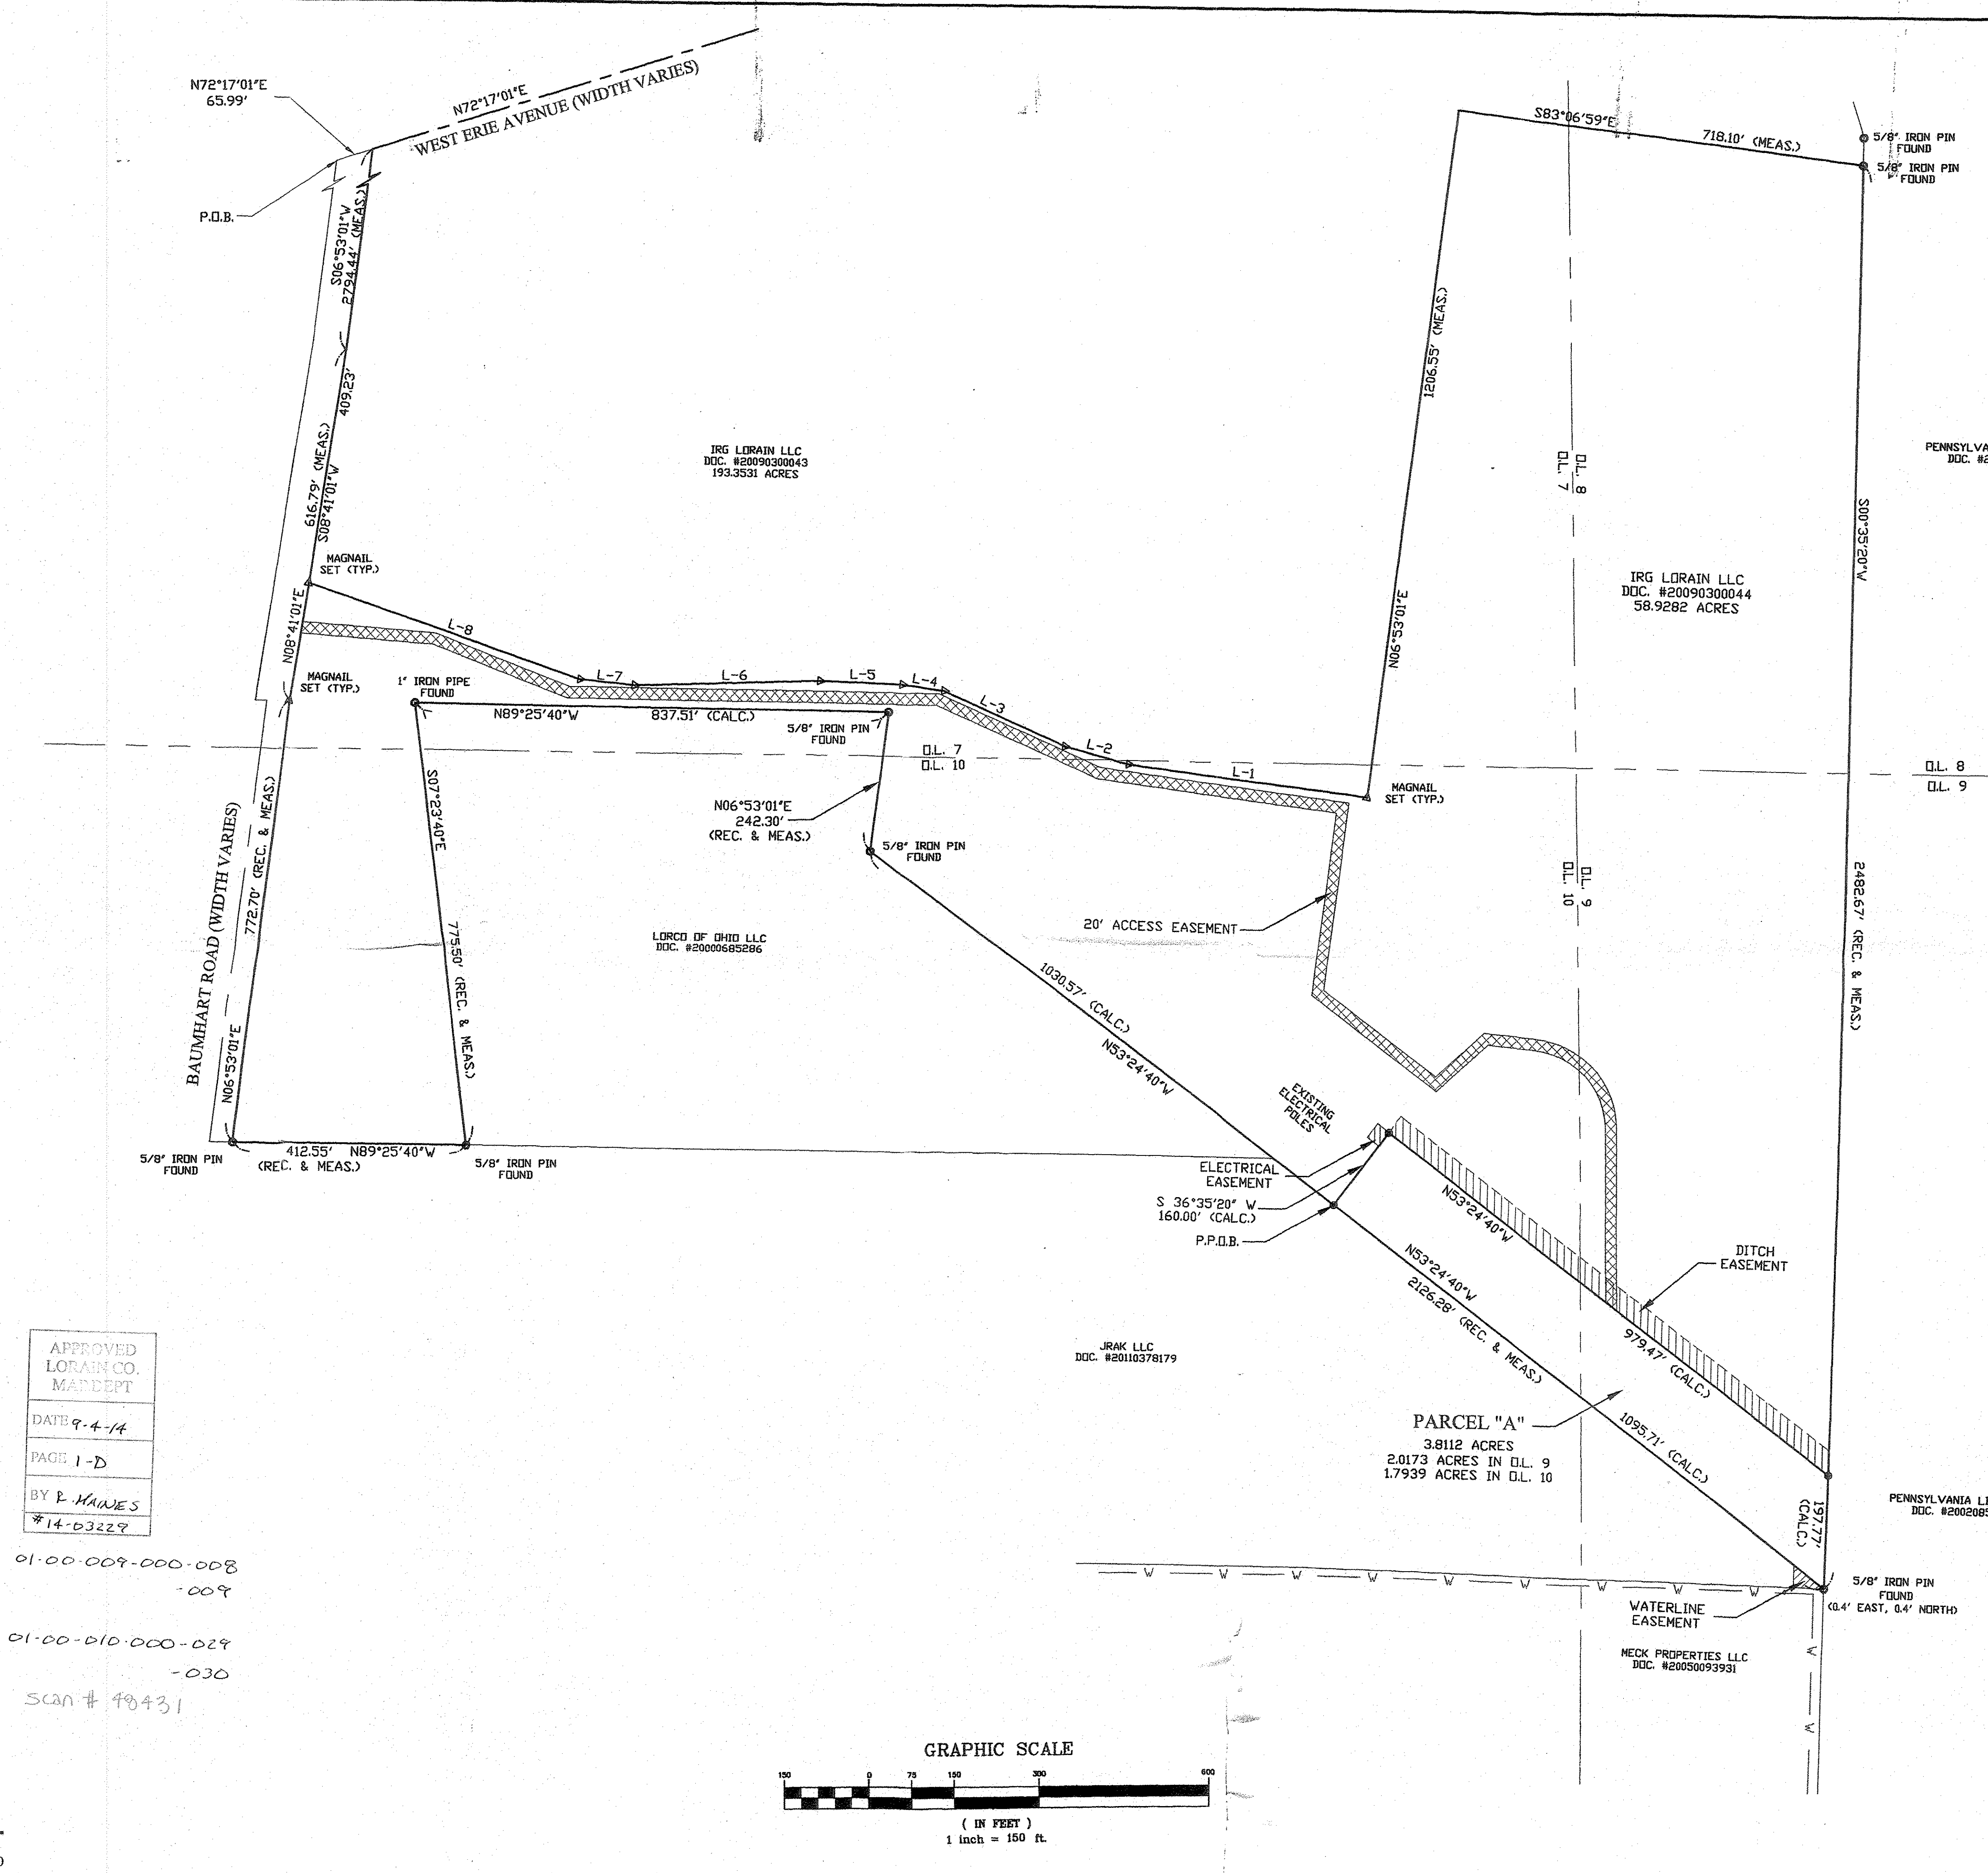 N72°17'01"E
65.99'
N72°17'01"E
WEST ERIE AVENUE (WIDTH VARIES)
P.O.B.
S06°53'01"W
2794.44' (MEAS.)
409.23'
616.79' (MEAS.)
S08°41'01"W
S83°06'59"E
718.10' (MEAS.)
5/8" IRON PIN
FOUND
5/8" IRON PIN
FOUND
1206.55' (MEAS.)
N06°53'01"E
IRG LORAIN LLC
DOC. #20090300043
193.3531 ACRES
O.L. 8
O.L. 7
PENNSYLVA
DOC. #2
S00°35'20"W
IRG LORAIN LLC
DOC. #20090300044
58.9282 ACRES
MAGNAIL
SET (TYP.)
N08°41'01"E
L-8
L-7
L-6
L-5
L-4
L-3
L-2
L-1
MAGNAIL
SET (TYP.)
1" IRON PIPE
FOUND
N89°25'40"W 837.51' (CALC.)
5/8" IRON PIN
FOUND
O.L. 7
O.L. 10
MAGNAIL
SET (TYP.)
O.L. 8
O.L. 9
BAUMHART ROAD (WIDTH VARIES)
772.70' (REC. & MEAS.)
N06°53'01"E
S07°23'40"E
775.50' (REC. & MEAS.)
N06°53'01"E
242.30'
(REC. & MEAS.)
5/8" IRON PIN
FOUND
LORCO OF OHIO LLC
DOC. #20000685286
20' ACCESS EASEMENT
O.L. 9
O.L. 10
2482.67' (REC. & MEAS.)
1030.57' (CALC.)
N53°24'40"W
EXISTING
ELECTRICAL
POLES
5/8" IRON PIN
FOUND
412.55' N89°25'40"W
(REC. & MEAS.)
5/8" IRON PIN
FOUND
ELECTRICAL
EASEMENT
S 36°35'20" W
160.00' (CALC.)
P.P.O.B.
N53°24'40"W
979.47' (CALC.)
DITCH
EASEMENT
N53°24'40"W
2126.28' (REC. & MEAS.)
1095.71' (CALC.)
JRAK LLC
DOC. #20110378179
PARCEL "A"
3.8112 ACRES
2.0173 ACRES IN O.L. 9
1.7939 ACRES IN O.L. 10
197.77'
(CALC.)
PENNSYLVANIA LI
DOC. #2002085
W W W W W W W W W
5/8" IRON PIN
FOUND
(0.4' EAST, 0.4' NORTH)
WATERLINE
EASEMENT
W
W
MECK PROPERTIES LLC
DOC. #20050093931
APPROVED
LORAIN CO.
MAP DEPT
DATE 9-4-14
PAGE 1-D
BY R. HAINES
#14-03229
01-00-009-000-008
-009
01-00-010-000-029
-030
Scan # 48431
GRAPHIC SCALE
150 0 75 150 300 600
( IN FEET )
1 inch = 150 ft.